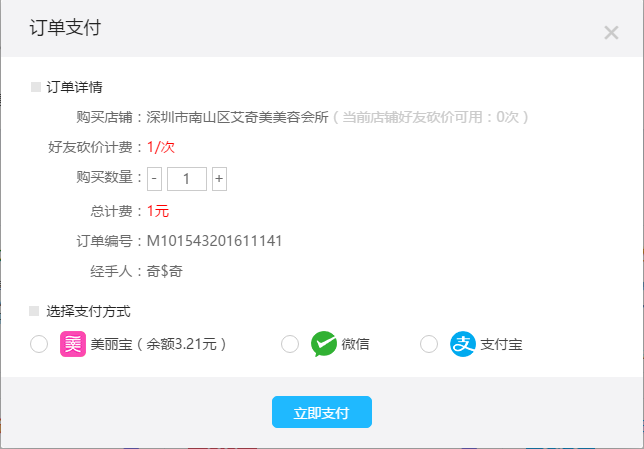 订单支付
订单详情
购买店铺：深圳市南山区艾奇美美容会所（当前店铺好友砍价可用：0次）
好友砍价计费：1/次
购买数量：- 1 +
总计费：1元
订单编号：M101543201611141
经手人：奇$奇
选择支付方式
美 美丽宝（余额3.21元） 微信 支 支付宝
立即支付